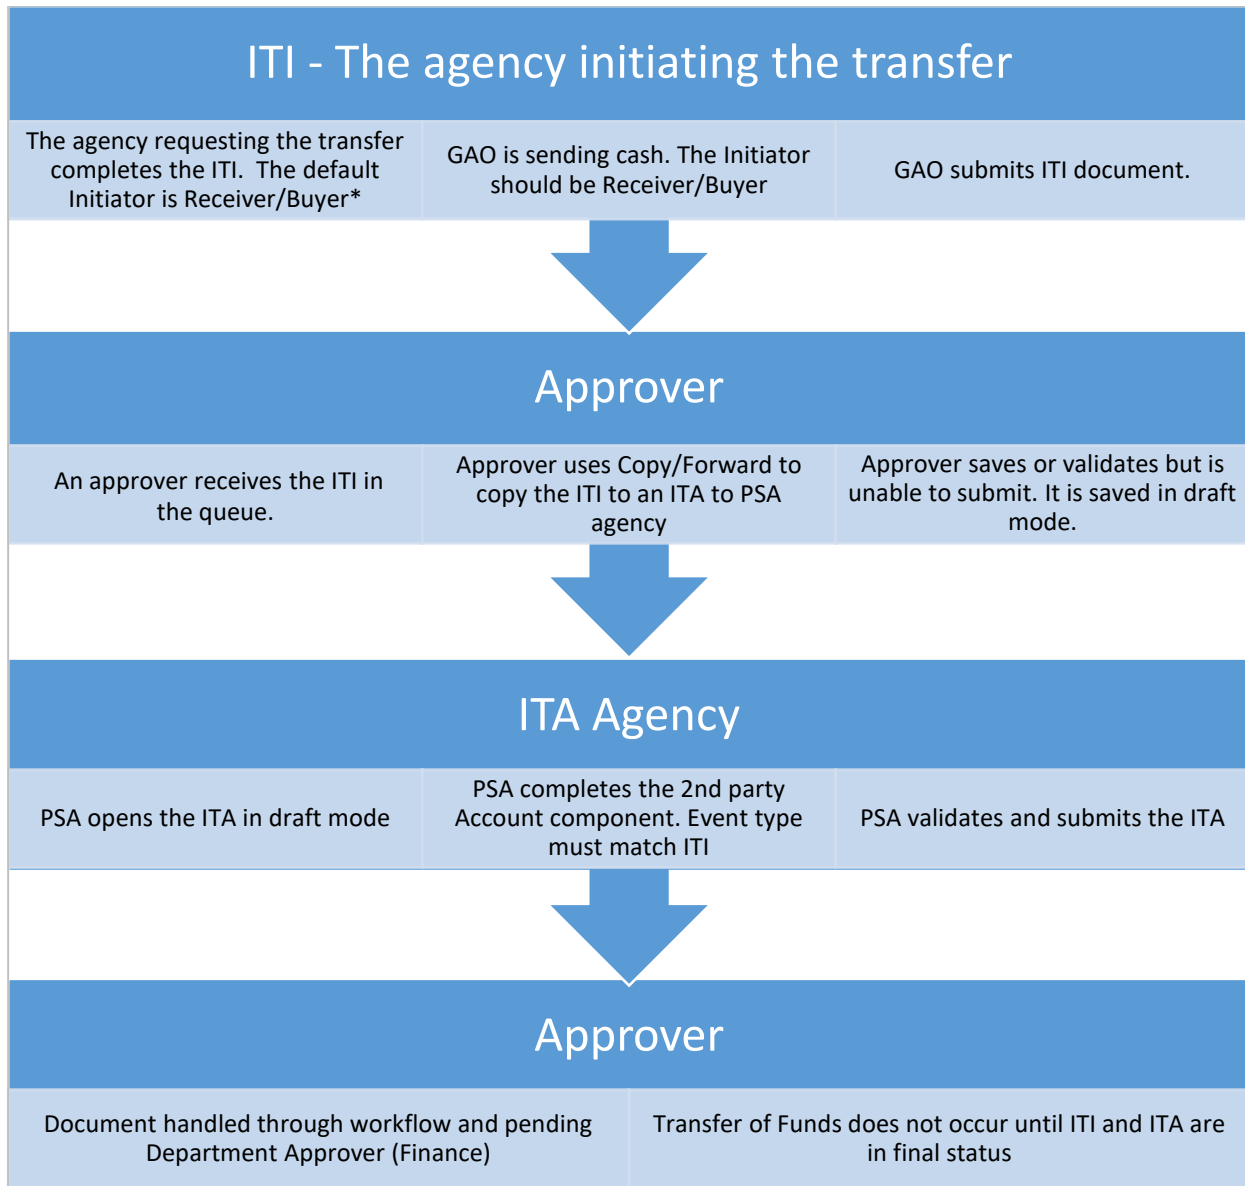 ITI - The agency initiating the transfer
The agency requesting the transfer
completes the ITI.  The default
Initiator is Receiver/Buyer*
GAO is sending cash. The Initiator
should be Receiver/Buyer
GAO submits ITI document.
Approver
An approver receives the ITI in
the queue.
Approver uses Copy/Forward to
copy the ITI to an ITA to PSA
agency
Approver saves or validates but is
unable to submit. It is saved in draft
mode.
ITA Agency
PSA opens the ITA in draft mode
PSA completes the 2nd party
Account component. Event type
must match ITI
PSA validates and submits the ITA
Approver
Document handled through workflow and pending
Department Approver (Finance)
Transfer of Funds does not occur until ITI and ITA are
in final status